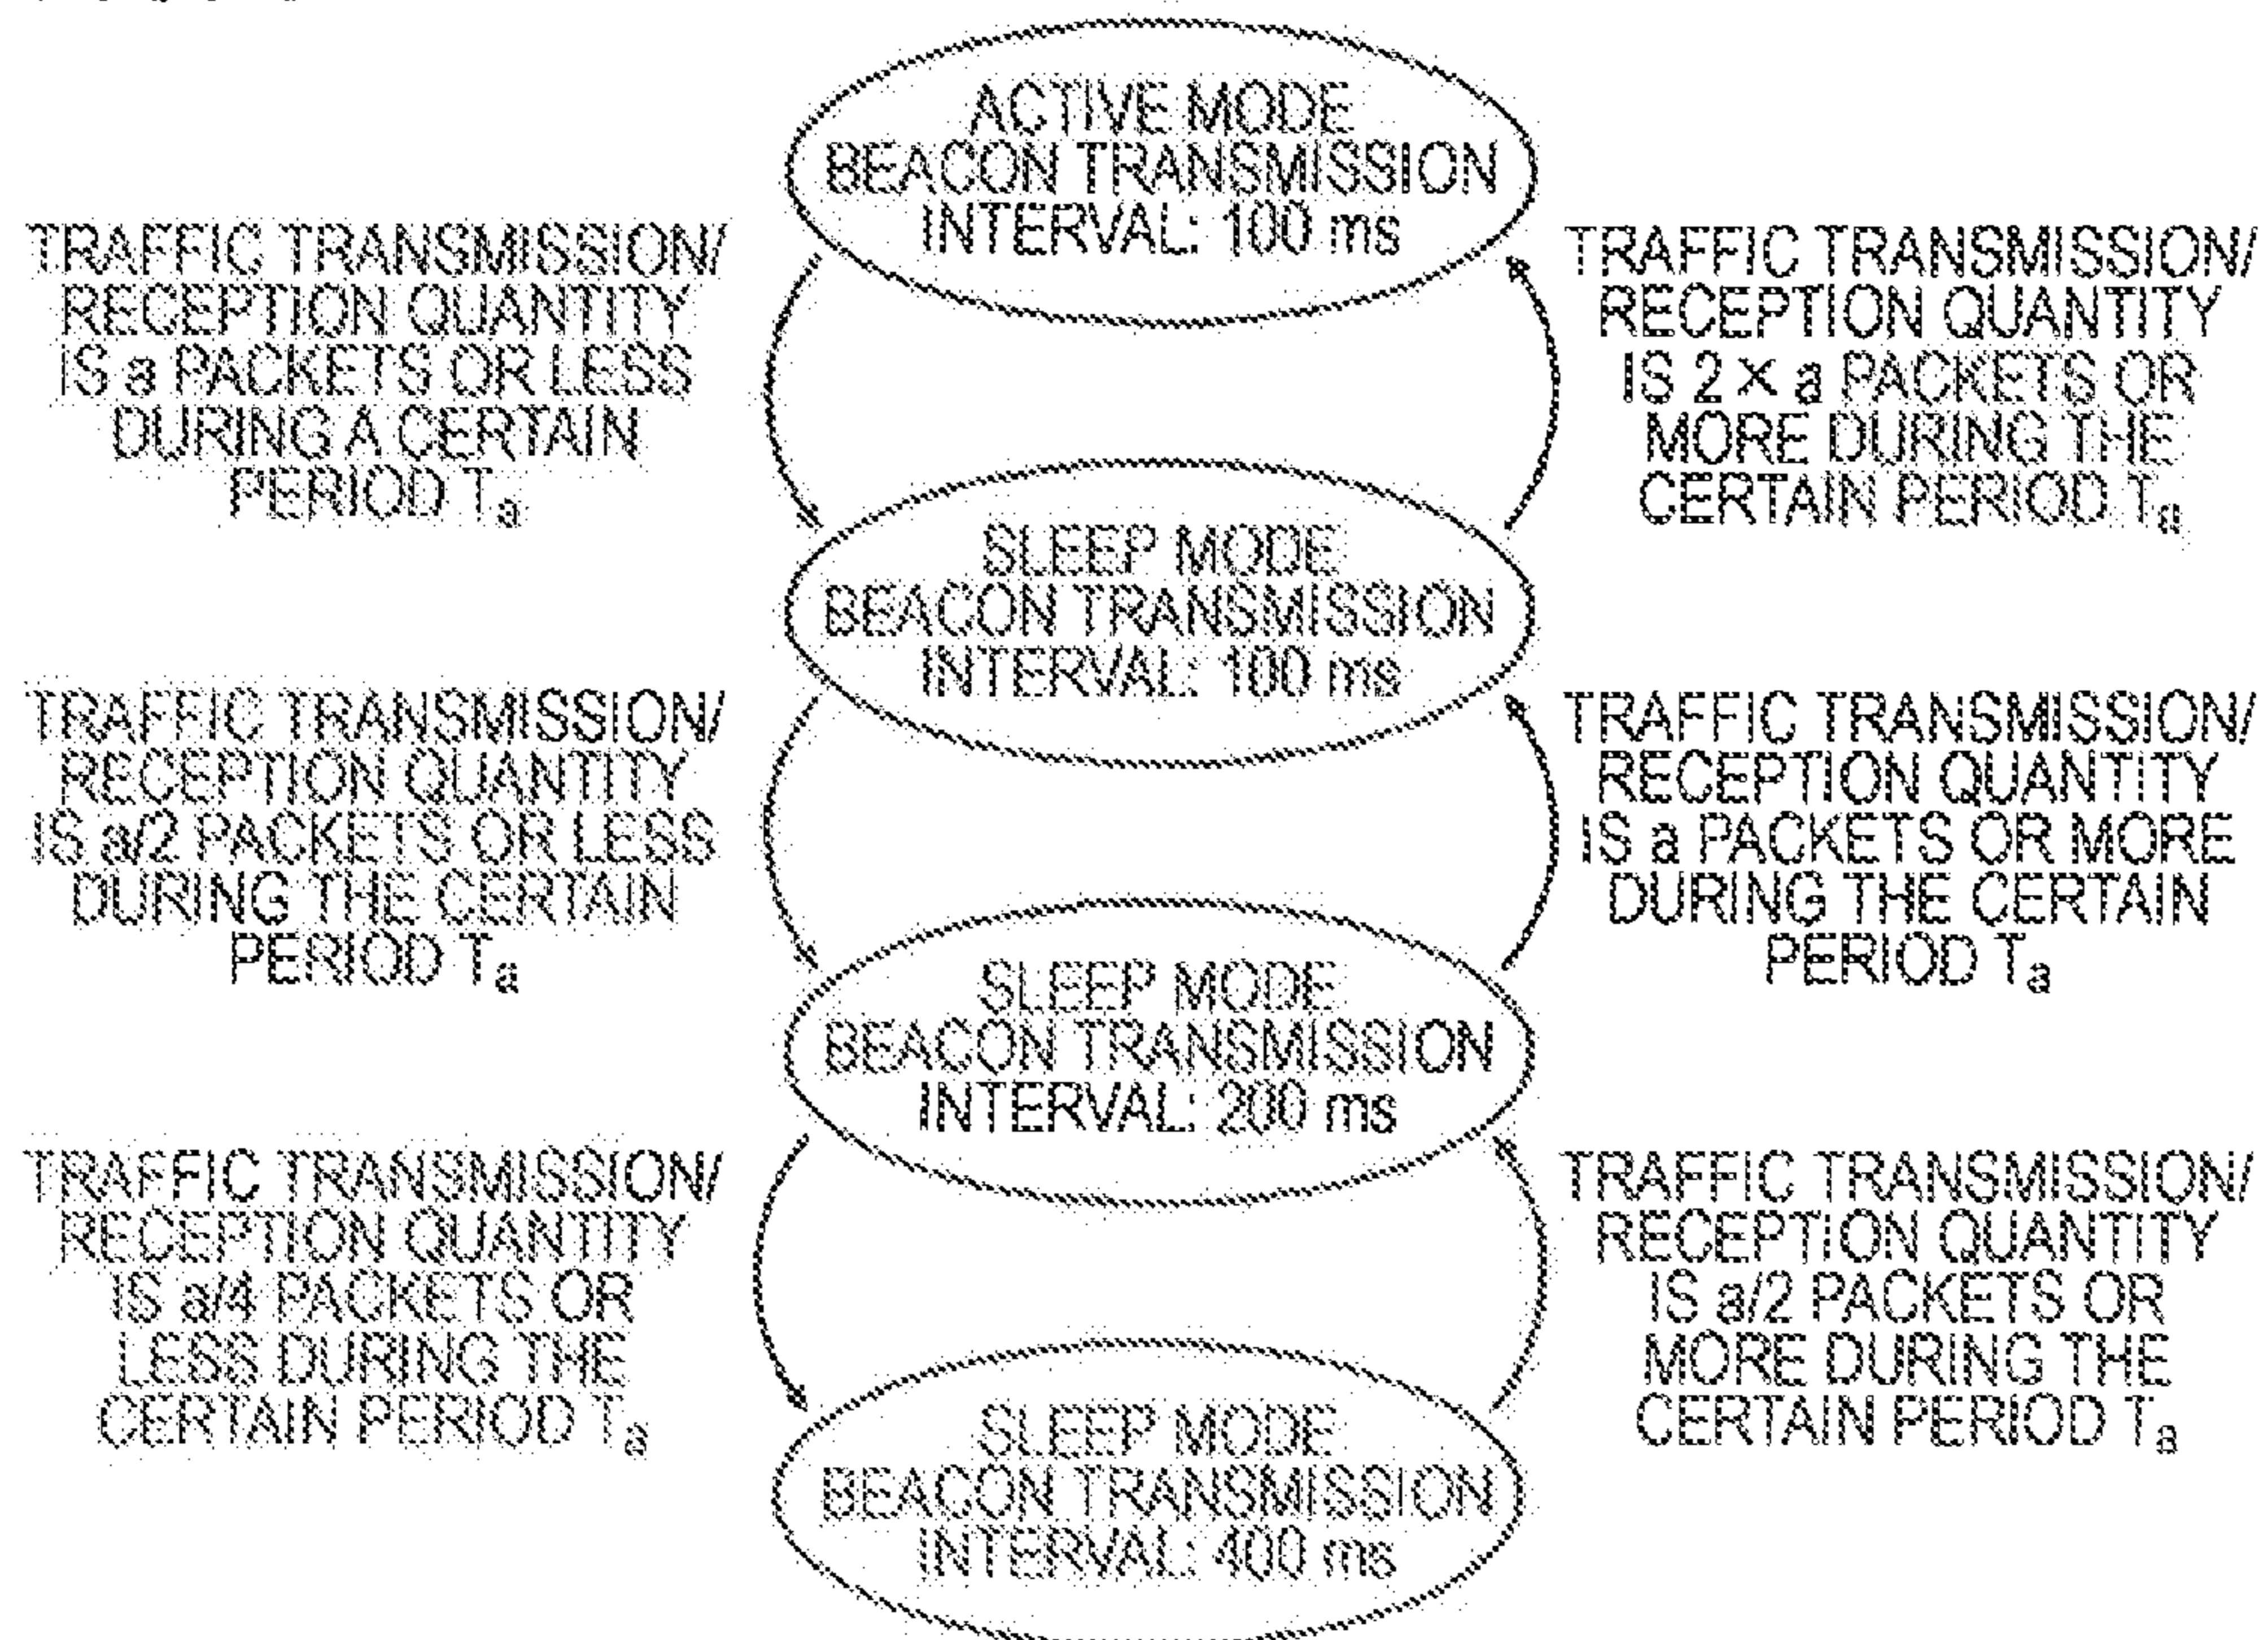 ACTIVE MODE
BEACON TRANSMISSION
INTERVAL: 100 ms
TRAFFIC TRANSMISSION/
RECEPTION QUANTITY
IS a PACKETS OR LESS
DURING A CERTAIN
PERIOD Ta
TRAFFIC TRANSMISSION/
RECEPTION QUANTITY
IS 2 × a PACKETS OR
MORE DURING THE
CERTAIN PERIOD Ta
SLEEP MODE
BEACON TRANSMISSION
INTERVAL: 100 ms
TRAFFIC TRANSMISSION/
RECEPTION QUANTITY
IS a/2 PACKETS OR LESS
DURING THE CERTAIN
PERIOD Ta
TRAFFIC TRANSMISSION/
RECEPTION QUANTITY
IS a PACKETS OR MORE
DURING THE CERTAIN
PERIOD Ta
SLEEP MODE
BEACON TRANSMISSION
INTERVAL: 200 ms
TRAFFIC TRANSMISSION/
RECEPTION QUANTITY
IS a/4 PACKETS OR
LESS DURING THE
CERTAIN PERIOD Ta
TRAFFIC TRANSMISSION/
RECEPTION QUANTITY
IS a/2 PACKETS OR
MORE DURING THE
CERTAIN PERIOD Ta
SLEEP MODE
BEACON TRANSMISSION
INTERVAL: 400 ms